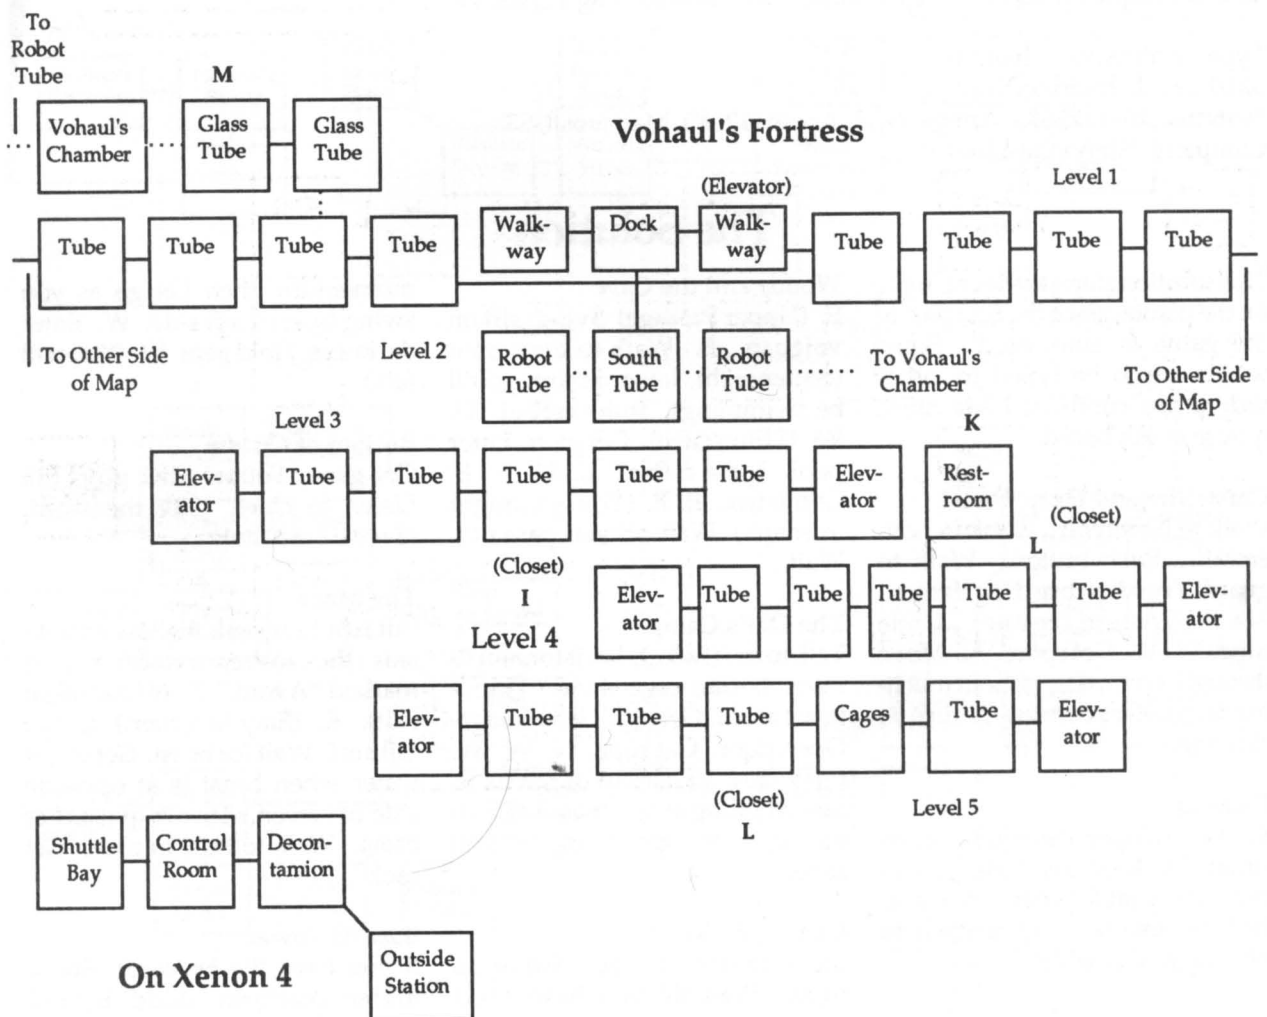 To
Robot
Tube
M
Vohaul's
Chamber
Glass
Tube
Glass
Tube
Vohaul's Fortress
Level 1
(Elevator)
Tube
Tube
Tube
Tube
Walk-
way
Dock
Walk-
way
Tube
Tube
Tube
Tube
To Other Side
of Map
Level 2
Robot
Tube
South
Tube
Robot
Tube
To Vohaul's
Chamber
To Other Side
of Map
Level 3
K
Elev-
ator
Tube
Tube
Tube
Tube
Tube
Elev-
ator
Rest-
room
(Closet)
I
(Closet)
L
Level 4
Elev-
ator
Tube
Tube
Tube
Tube
Tube
Elev-
ator
Elev-
ator
Tube
Tube
Tube
Cages
Tube
Elev-
ator
(Closet)
L
Level 5
Shuttle
Bay
Control
Room
Decon-
tamion
Outside
Station
On Xenon 4